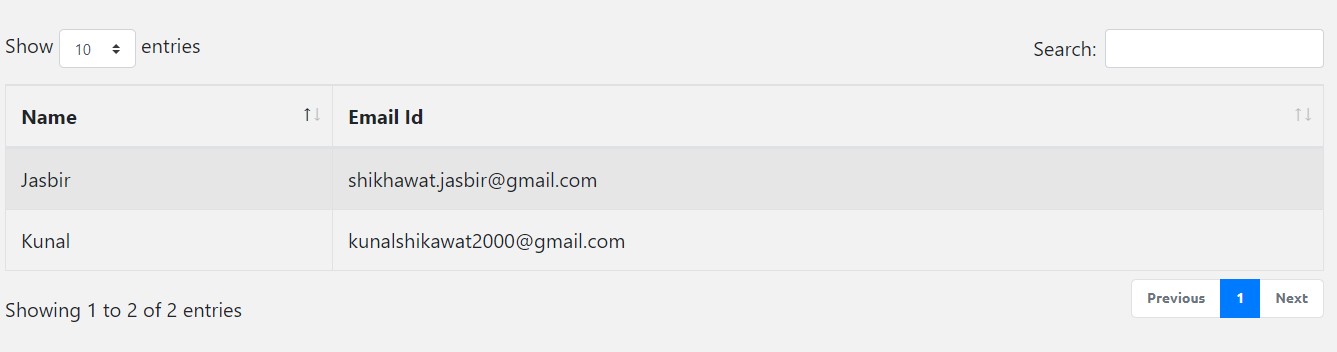 Show 10 entries Search:
Name Email Id
Jasbir shikhawat.jasbir@gmail.com
Kunal kunalshikawat2000@gmail.com
Showing 1 to 2 of 2 entries Previous 1 Next